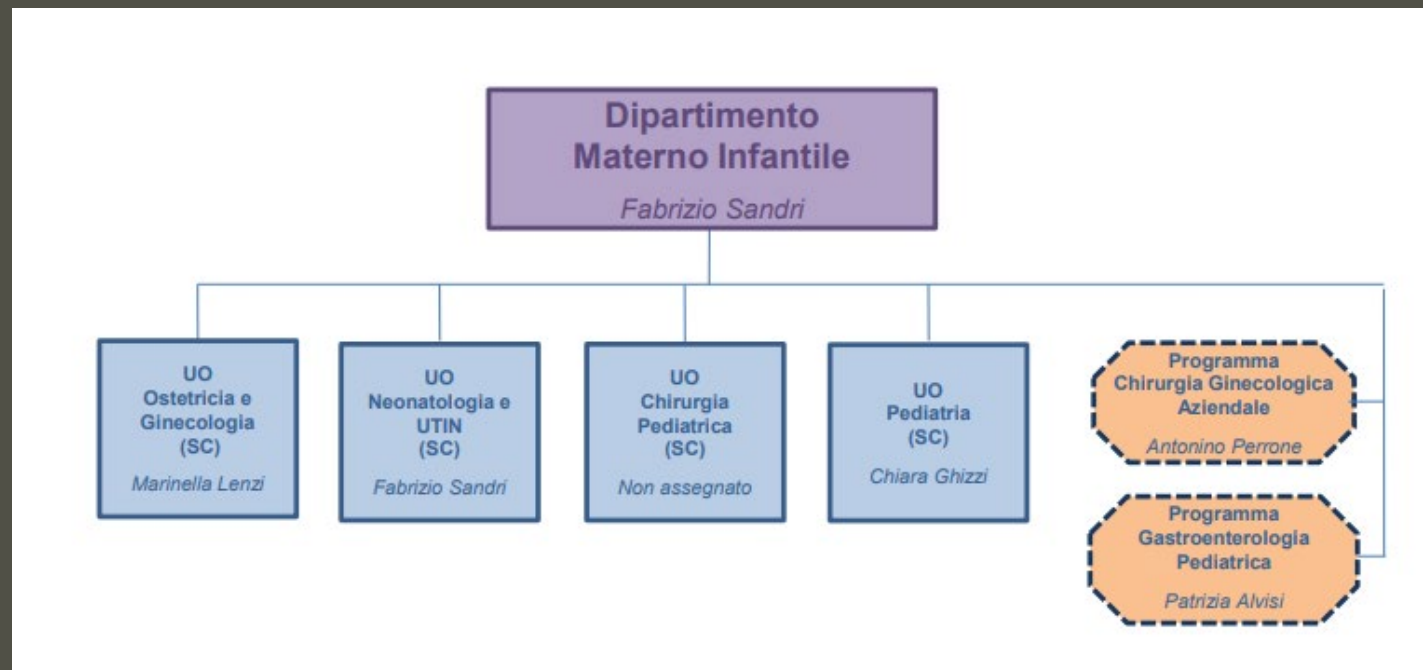 Dipartimento
Materno Infantile
Fabrizio Sandri
UO
Ostetricia e
Ginecologia
(SC)
Marinella Lenzi
UO
Neonatologia e
UTIN
(SC)
Fabrizio Sandri
UO
Chirurgia
Pediatrica
(SC)
Non assegnato
UO
Pediatria
(SC)
Chiara Ghizzi
Programma
Chirurgia Ginecologica
Aziendale
Antonino Perrone
Programma
Gastroenterologia
Pediatrica
Patrizia Alvisi